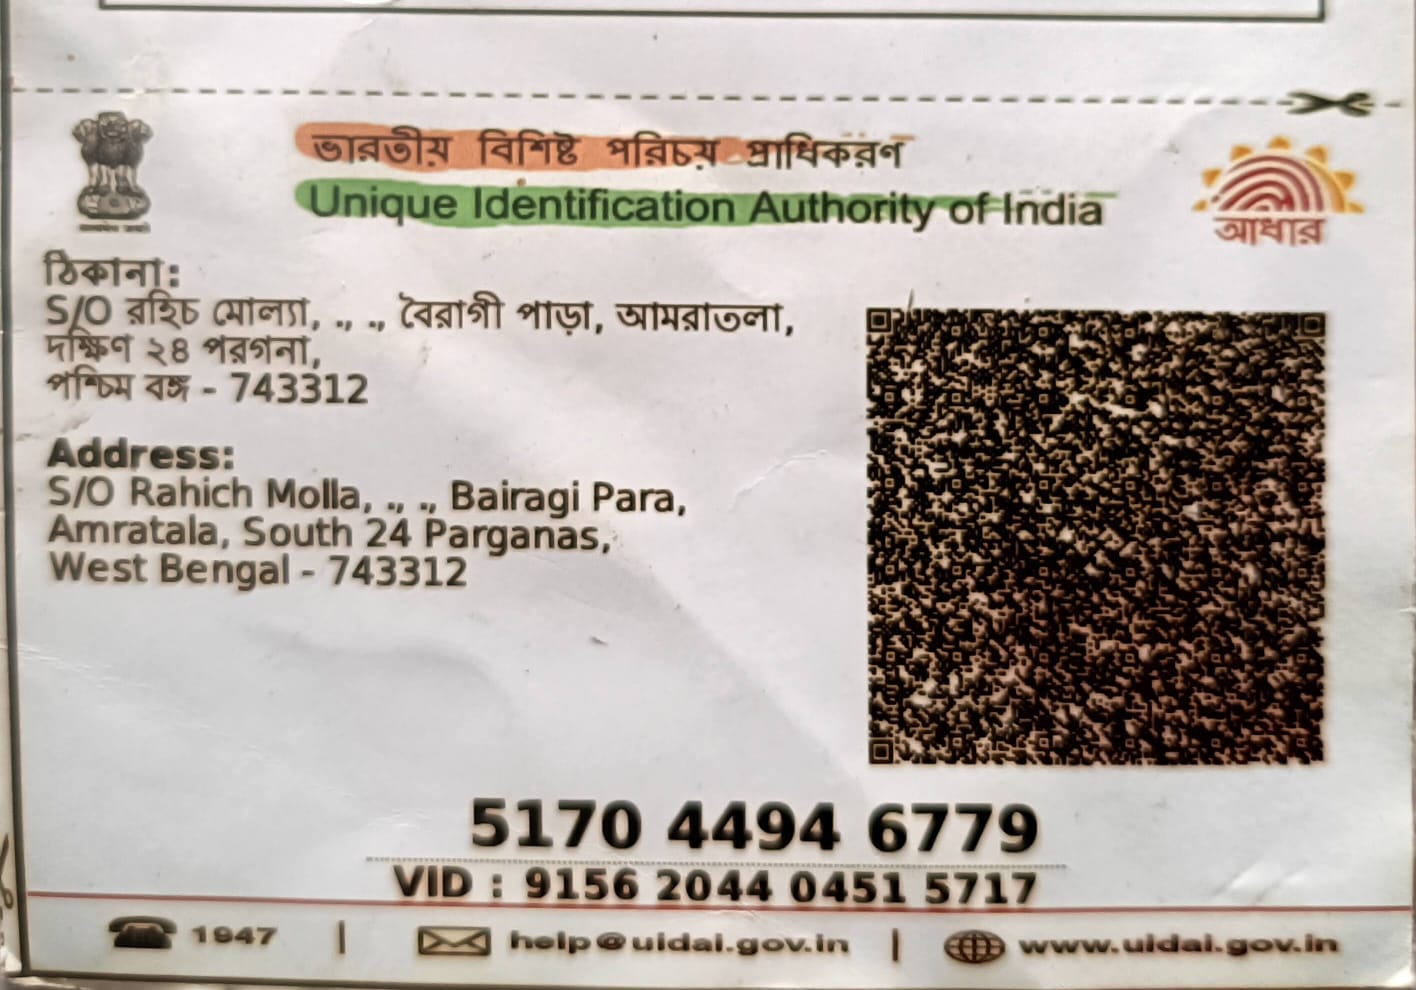 ভারতীয় বিশিষ্ট পরিচয় প্রাধিকরণ
Unique Identification Authority of India
আধার
ঠিকানা:
S/O রহিচ মোল্যা, ., ., বৈরাগী পাড়া, আমরাতলা,
দক্ষিণ ২৪ পরগনা,
পশ্চিম বঙ্গ - 743312
Address:
S/O Rahich Molla, ., ., Bairagi Para,
Amratala, South 24 Parganas,
West Bengal - 743312
5170 4494 6779
VID : 9156 2044 0451 5717
1947 | help@uidai.gov.in | www.uidai.gov.in